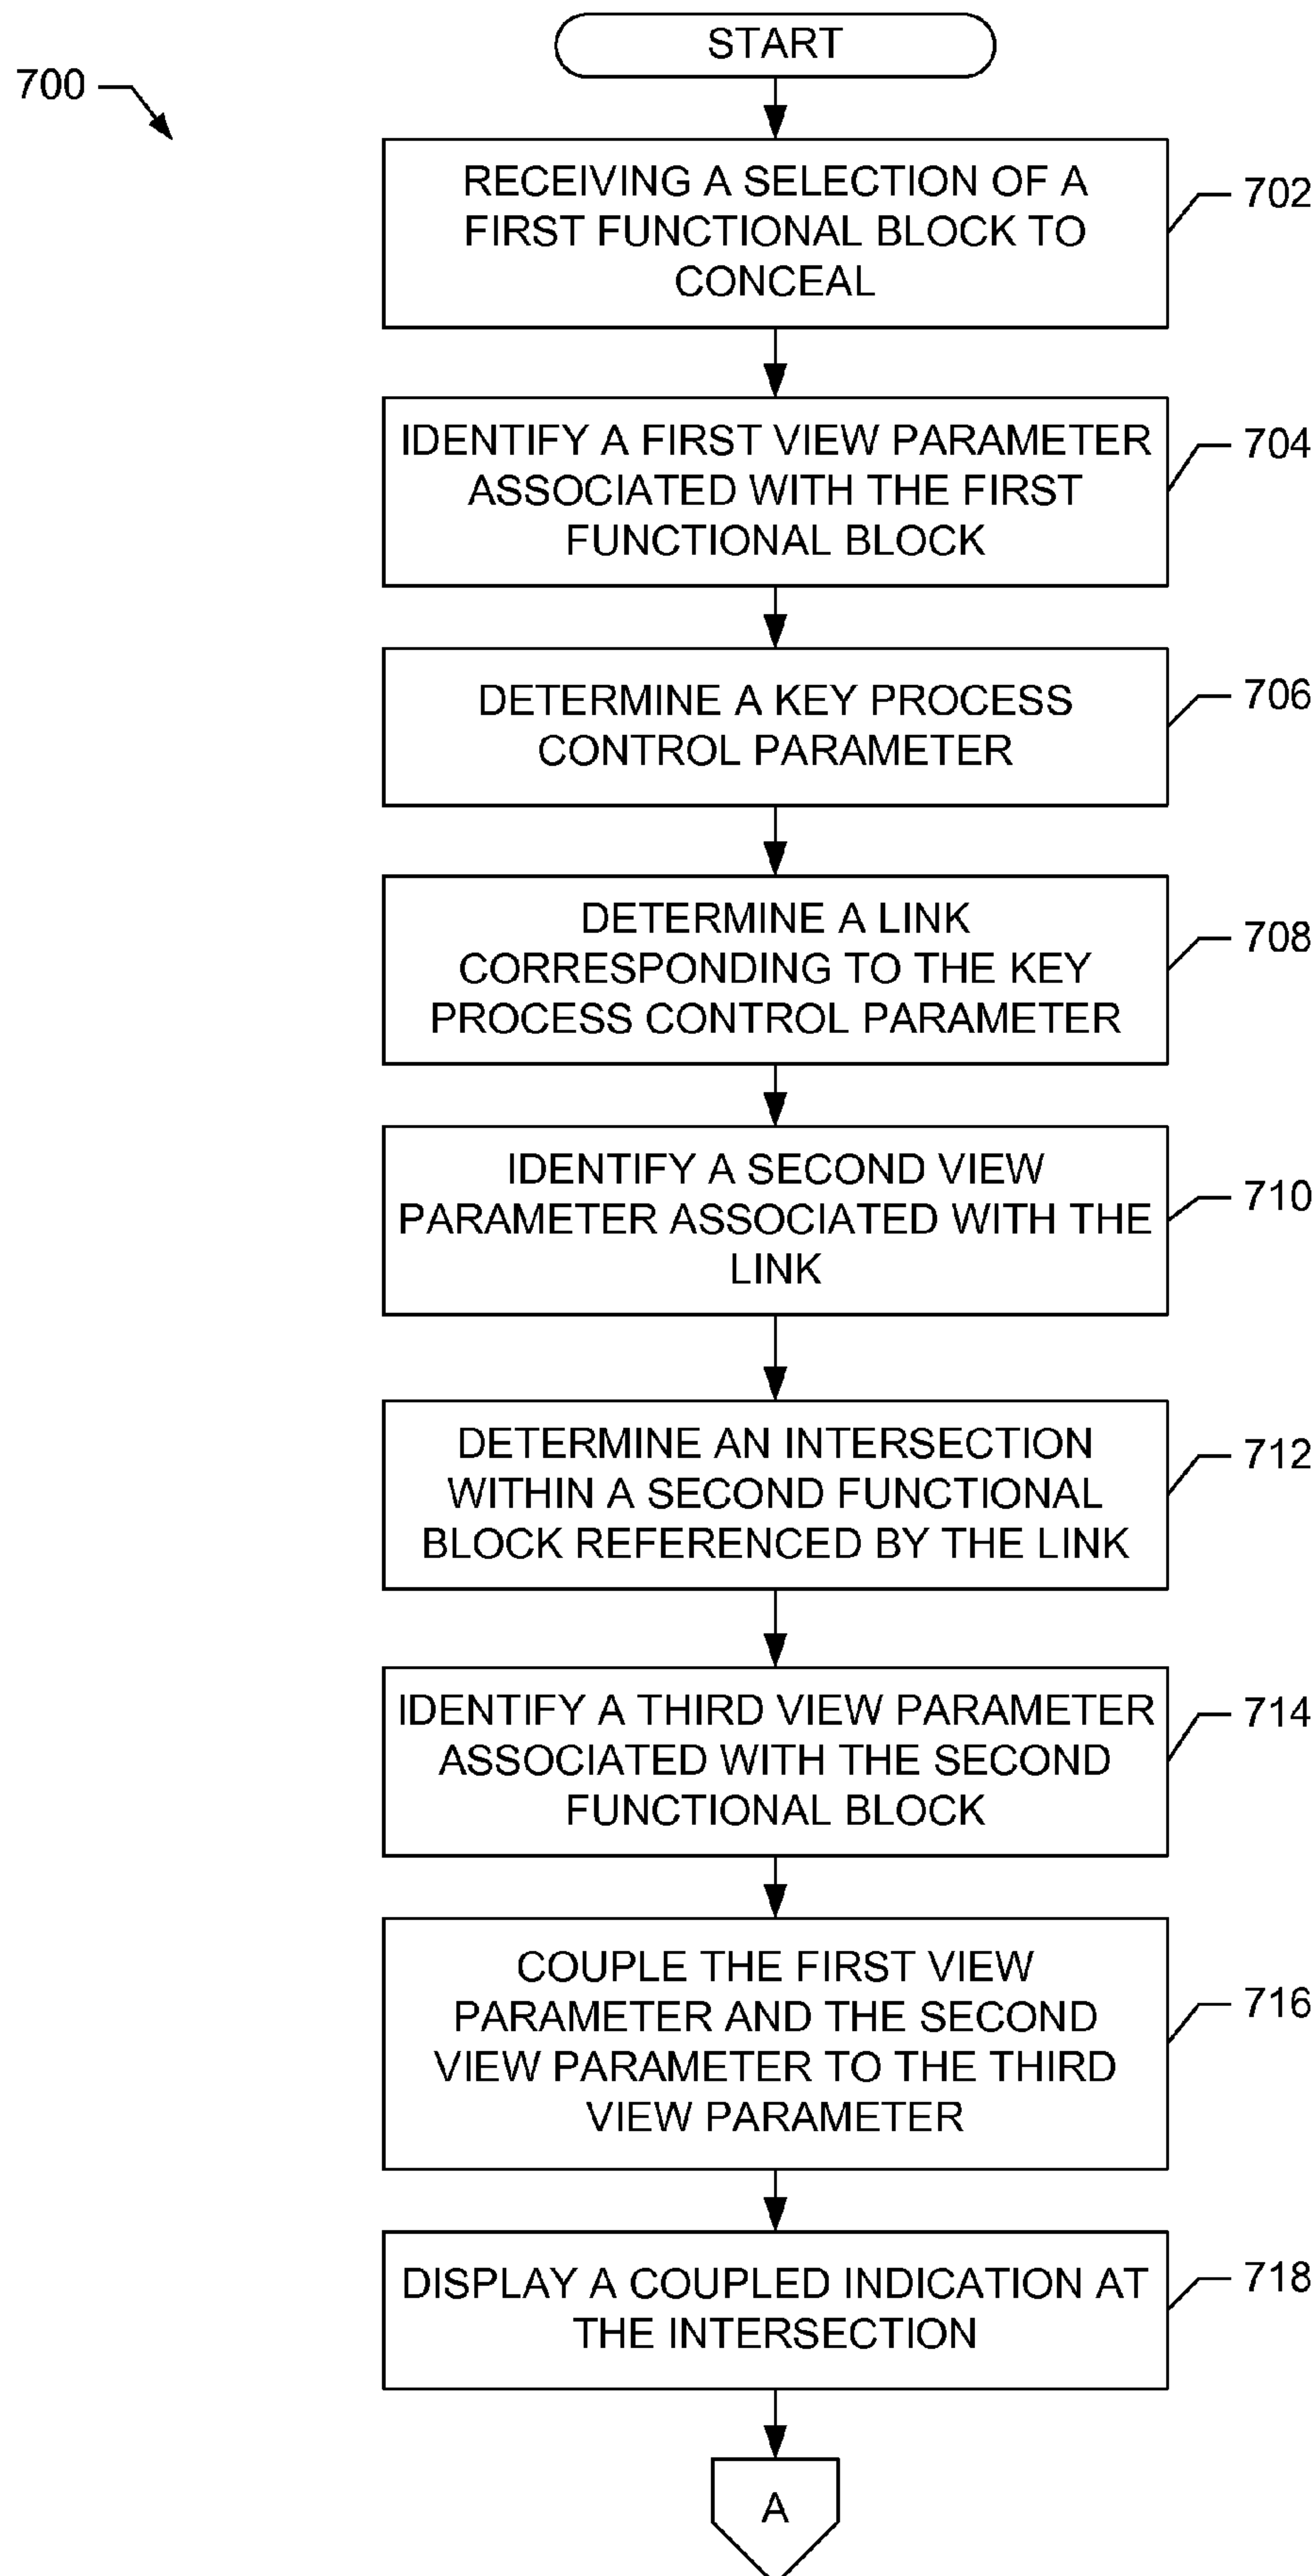 START
700
RECEIVING A SELECTION OF A
FIRST FUNCTIONAL BLOCK TO
CONCEAL
702
IDENTIFY A FIRST VIEW PARAMETER
ASSOCIATED WITH THE FIRST
FUNCTIONAL BLOCK
704
DETERMINE A KEY PROCESS
CONTROL PARAMETER
706
DETERMINE A LINK
CORRESPONDING TO THE KEY
PROCESS CONTROL PARAMETER
708
IDENTIFY A SECOND VIEW
PARAMETER ASSOCIATED WITH THE
LINK
710
DETERMINE AN INTERSECTION
WITHIN A SECOND FUNCTIONAL
BLOCK REFERENCED BY THE LINK
712
IDENTIFY A THIRD VIEW PARAMETER
ASSOCIATED WITH THE SECOND
FUNCTIONAL BLOCK
714
COUPLE THE FIRST VIEW
PARAMETER AND THE SECOND
VIEW PARAMETER TO THE THIRD
VIEW PARAMETER
716
DISPLAY A COUPLED INDICATION AT
THE INTERSECTION
718
A